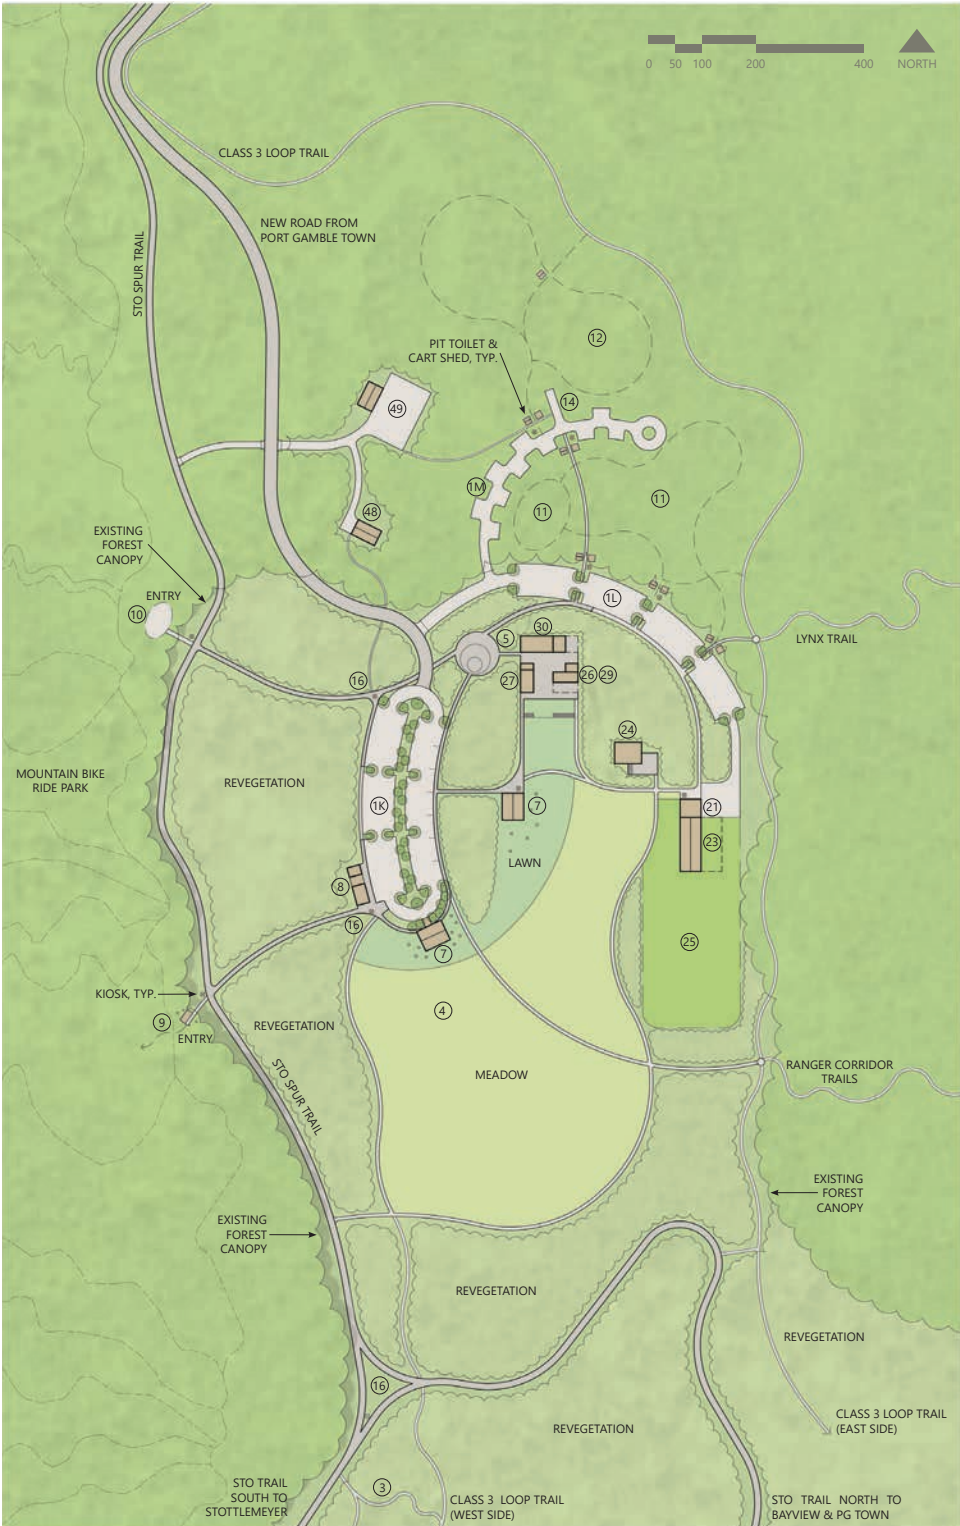 0 50 100 200 400 NORTH
CLASS 3 LOOP TRAIL
NEW ROAD FROM
PORT GAMBLE TOWN
STO SPUR TRAIL
12
PIT TOILET &
CART SHED, TYP.
49
14
1M
11
11
48
EXISTING
FOREST
CANOPY
ENTRY
10
1L
LYNX TRAIL
5
30
16
27
26 29
24
MOUNTAIN BIKE
RIDE PARK
REVEGETATION
1K
7
21
23
LAWN
8
16
7
25
KIOSK, TYP.
9
ENTRY
REVEGETATION
4
STO SPUR TRAIL
MEADOW
RANGER CORRIDOR
TRAILS
EXISTING
FOREST
CANOPY
EXISTING
FOREST
CANOPY
REVEGETATION
REVEGETATION
16
CLASS 3 LOOP TRAIL
(EAST SIDE)
REVEGETATION
3
STO TRAIL
SOUTH TO
STOTTLEMEYER
CLASS 3 LOOP TRAIL
(WEST SIDE)
STO TRAIL NORTH TO
BAYVIEW & PG TOWN